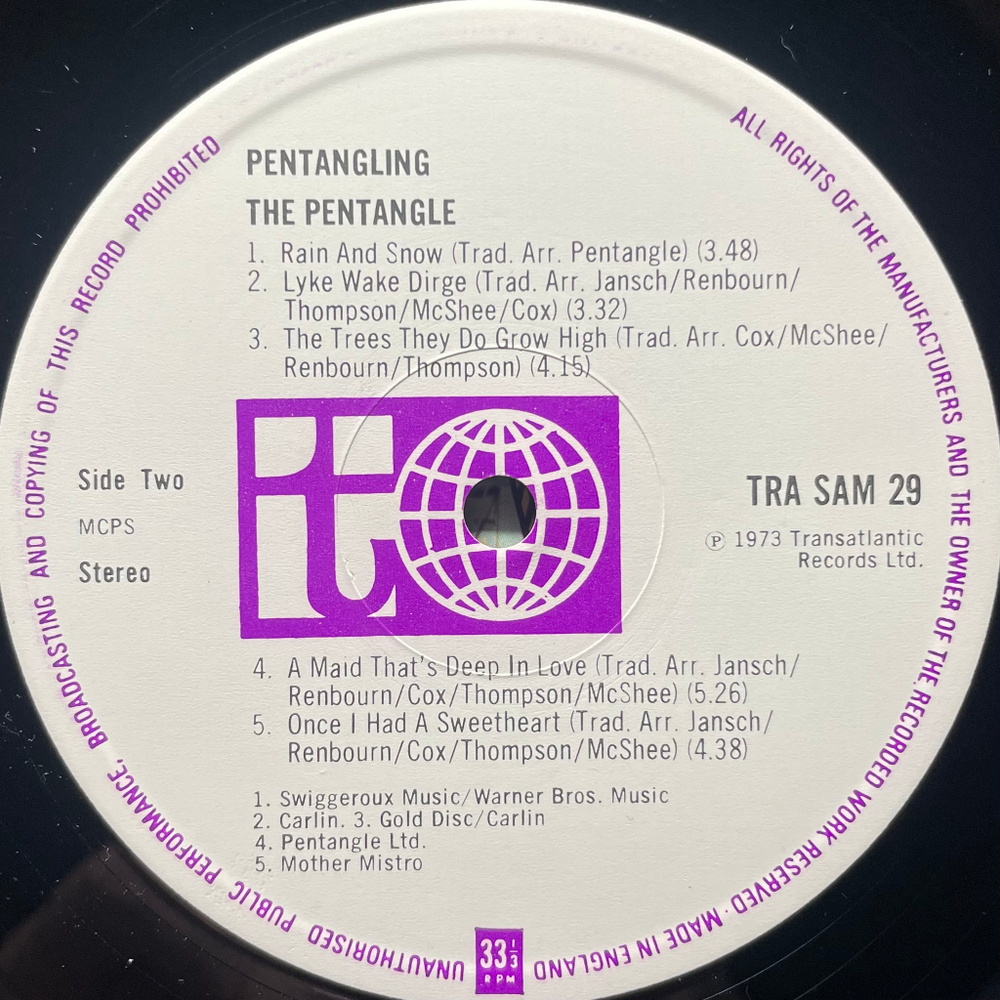 PENTANGLING
THE PENTANGLE
1. Rain And Snow (Trad. Arr. Pentangle) (3.48)
2. Lyke Wake Dirge (Trad. Arr. Jansch/Renbourn/
Thompson/McShee/Cox) (3.32)
3. The Trees They Do Grow High (Trad. Arr. Cox/McShee/
Renbourn/Thompson) (4.15)
Side Two
MCPS
Stereo
it
TRA SAM 29
℗ 1973 Transatlantic
Records Ltd.
4. A Maid That's Deep In Love (Trad. Arr. Jansch/
Renbourn/Cox/Thompson/McShee) (5.26)
5. Once I Had A Sweetheart (Trad. Arr. Jansch/
Renbourn/Cox/Thompson/McShee) (4.38)
1. Swiggeroux Music/Warner Bros. Music
2. Carlin. 3. Gold Disc/Carlin
4. Pentangle Ltd.
5. Mother Mistro
ALL RIGHTS OF THE MANUFACTURERS AND THE OWNER OF THE RECORDED WORK RESERVED · MADE IN ENGLAND
33 1/3
RPM
UNAUTHORISED PUBLIC PERFORMANCE, BROADCASTING AND COPYING OF THIS RECORD PROHIBITED